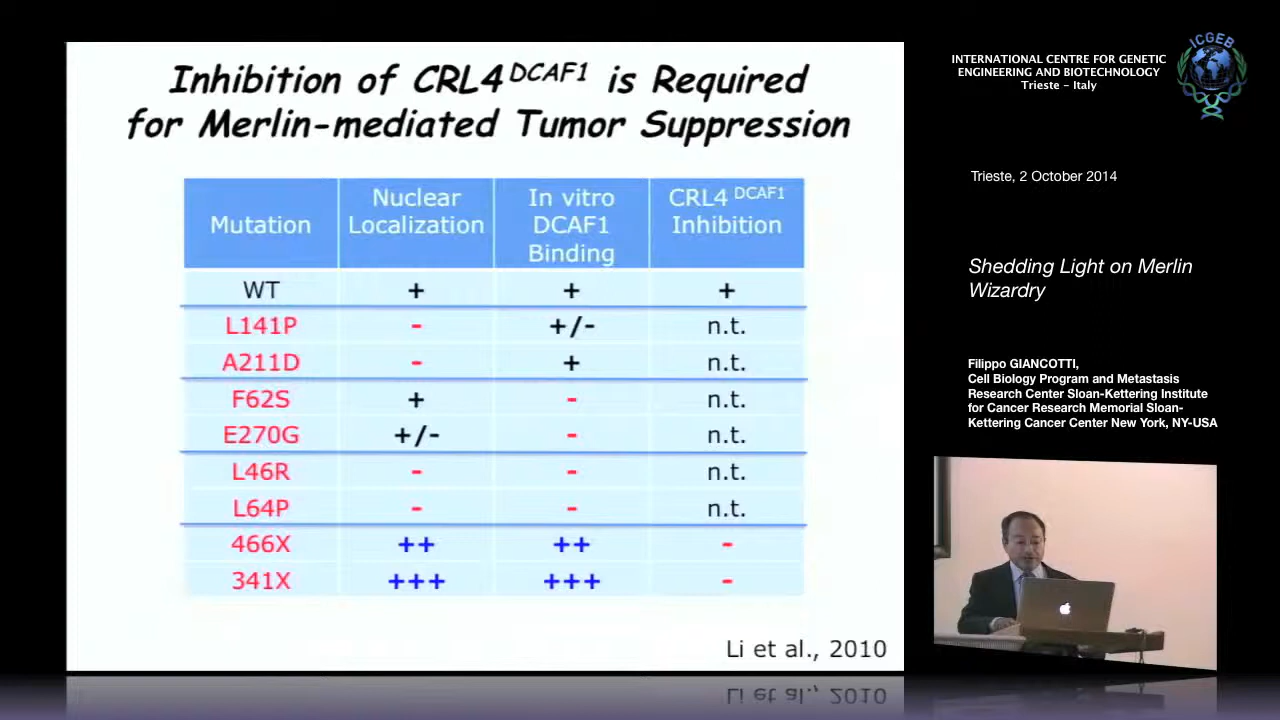 Inhibition of CRL4 DCAF1 is Required
for Merlin-mediated Tumor Suppression
Mutation
Nuclear
Localization
In vitro
DCAF1
Binding
CRL4 DCAF1
Inhibition
WT + + +
L141P - +/- n.t.
A211D - + n.t.
F62S + - n.t.
E270G +/- - n.t.
L46R - - n.t.
L64P - - n.t.
466X ++ ++ -
341X +++ +++ -
Li et al., 2010
ICGEB
INTERNATIONAL CENTRE FOR GENETIC
ENGINEERING AND BIOTECHNOLOGY
Trieste - Italy
Trieste, 2 October 2014
Shedding Light on Merlin
Wizardry
Filippo GIANCOTTI,
Cell Biology Program and Metastasis
Research Center Sloan-Kettering Institute
for Cancer Research Memorial Sloan-
Kettering Cancer Center New York, NY-USA